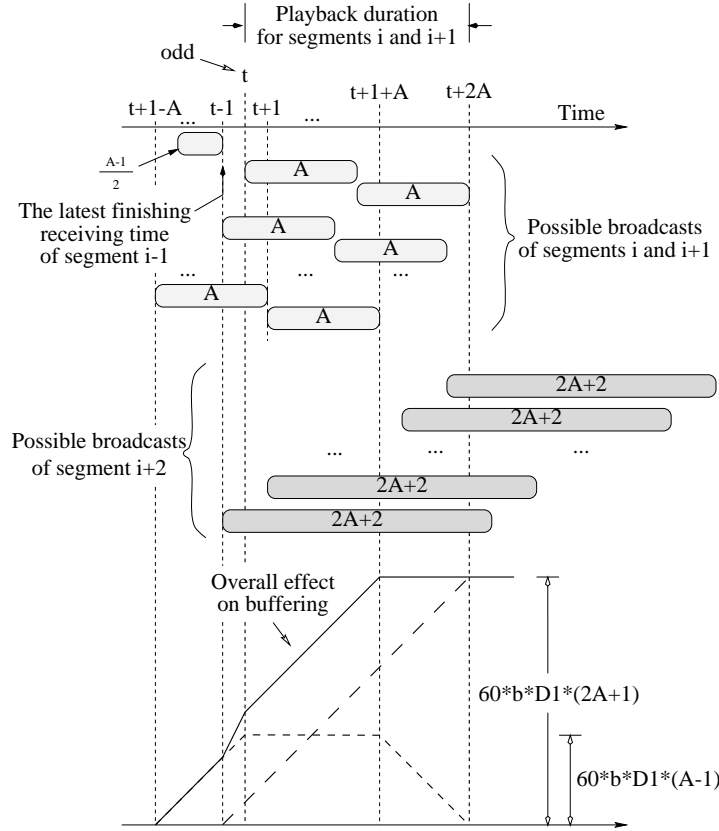 Playback duration
for segments i and i+1
odd
t
t+1-A
t-1
t+1
t+1+A
t+2A
...
...
Time
A-1
2
A
A
The latest finishing
receiving time
of segment i-1
A
A
Possible broadcasts
of segments i and i+1
...
...
...
A
A
2A+2
2A+2
Possible broadcasts
of segment i+2
...
...
...
2A+2
2A+2
Overall effect
on buffering
60*b*D1*(2A+1)
60*b*D1*(A-1)